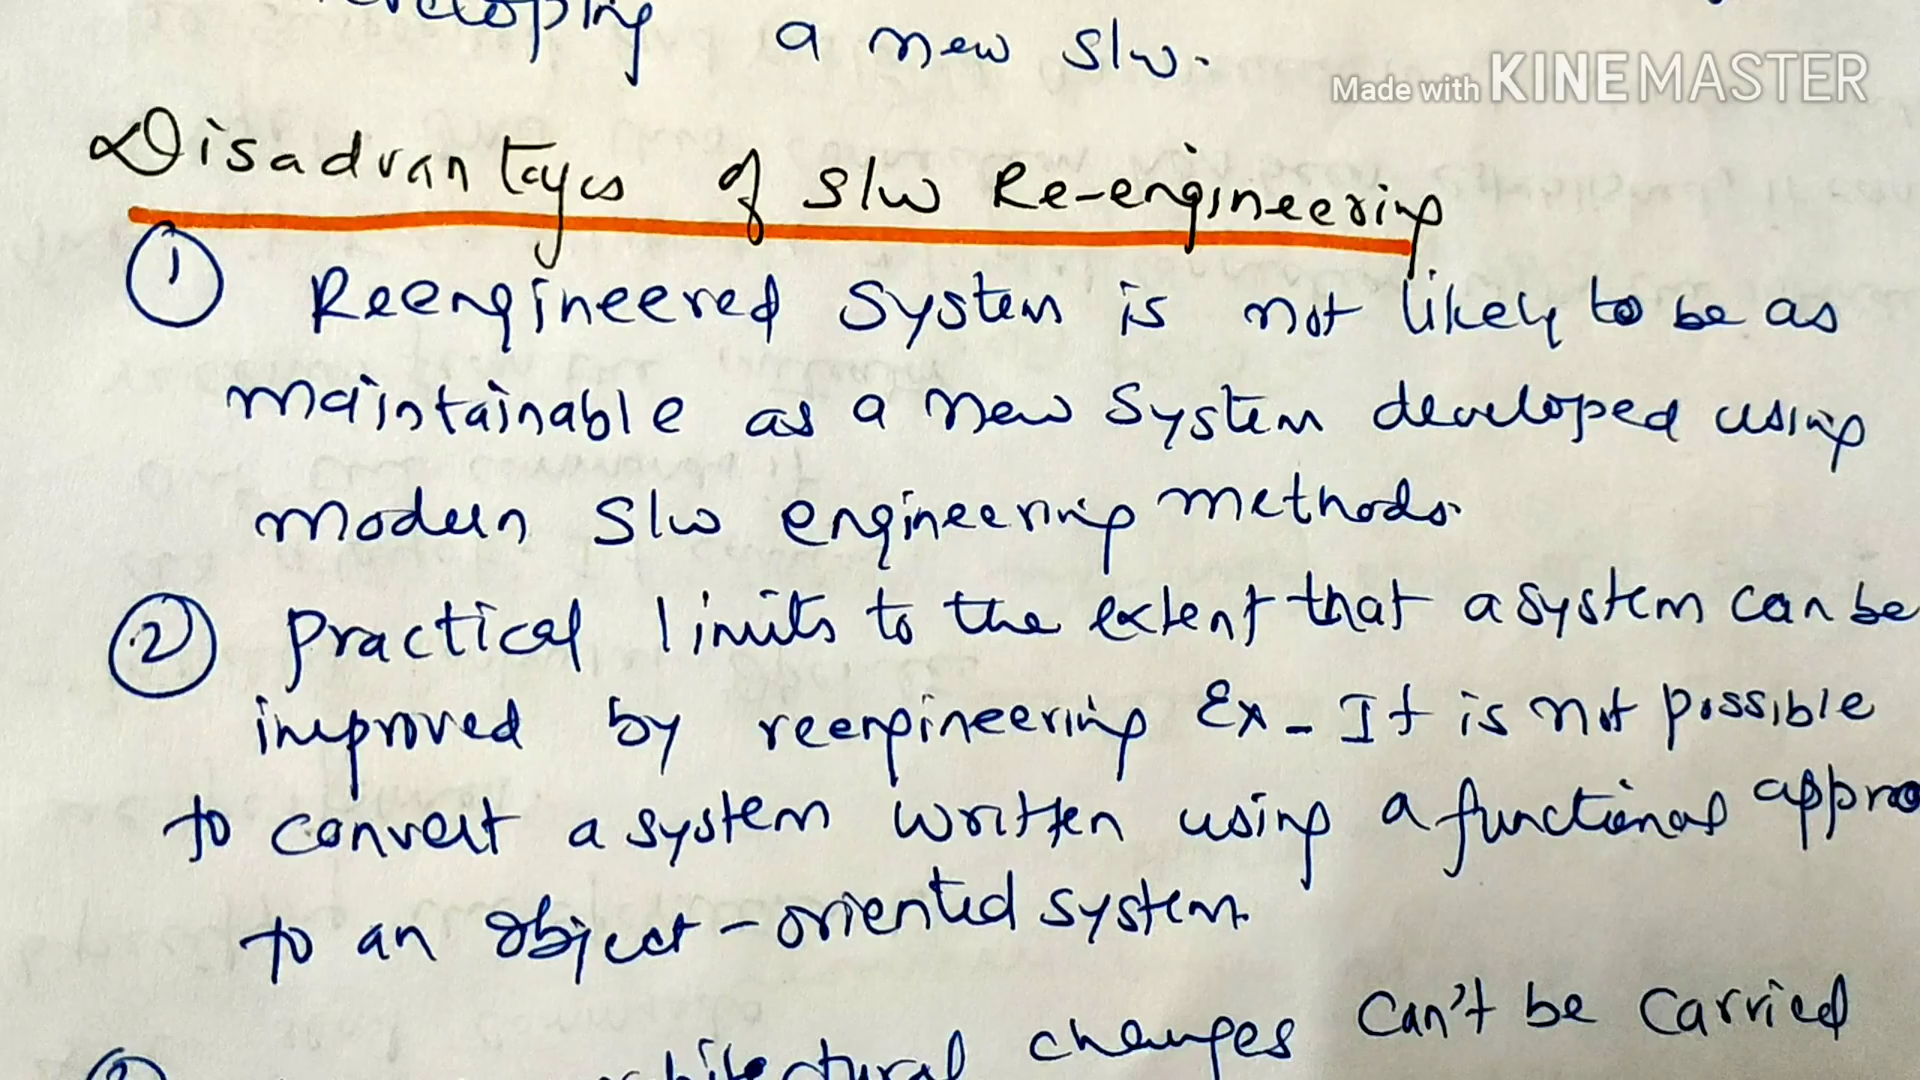 developing a new s/w.
Made with KINEMASTER
Disadvantages of s/w Re-engineering
① Reengineered System is not likely to be as
maintainable as a new system developed using
modern s/w engineering methods.
② practical limits to the extent that a system can be
improved by reengineering Ex - It is not possible
to convert a system written using a functional appro
to an object-oriented system.
changes can't be carried